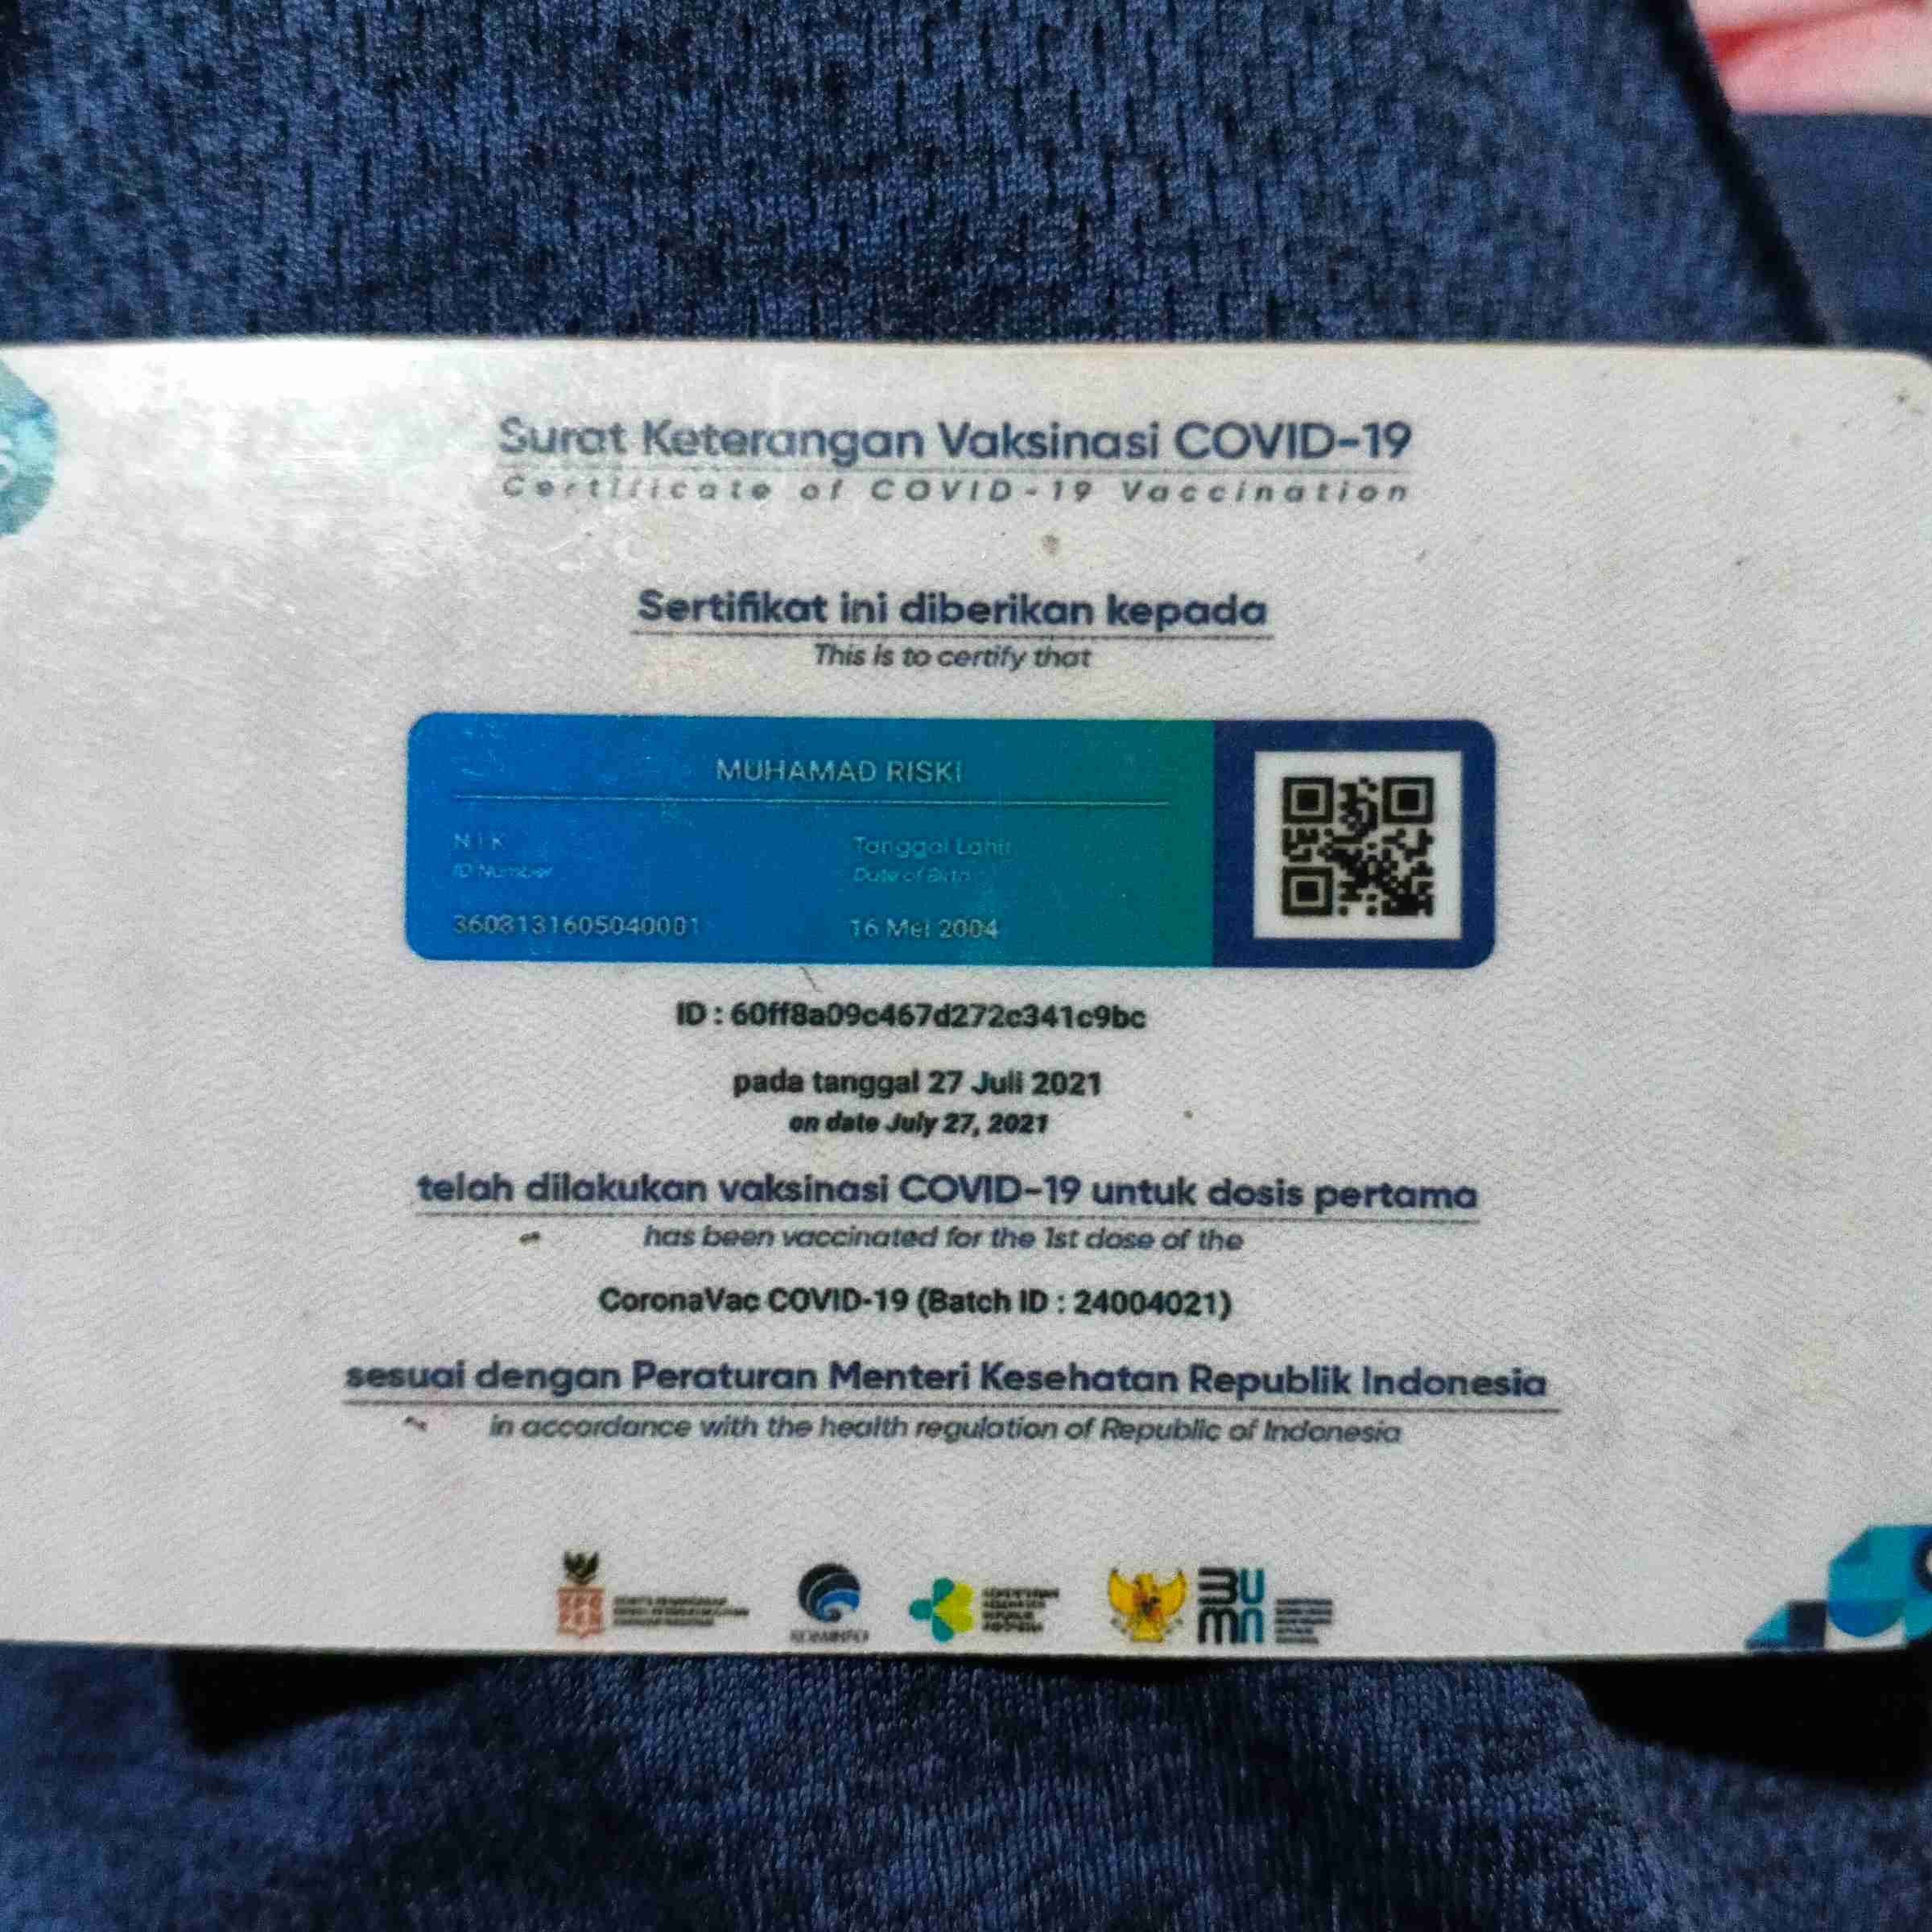 Surat Keterangan Vaksinasi COVID-19
Certificate of COVID-19 Vaccination
Sertifikat ini diberikan kepada
This is to certify that
MUHAMAD RISKI
NIK
ID Number
3603131605040001
Tanggal Lahir
Date of Birth
16 Mei 2004
ID : 60ff8a09c467d272c341c9bc
pada tanggal 27 Juli 2021
on date July 27, 2021
telah dilakukan vaksinasi COVID-19 untuk dosis pertama
has been vaccinated for the 1st dose of the
CoronaVac COVID-19 (Batch ID : 24004021)
sesuai dengan Peraturan Menteri Kesehatan Republik Indonesia
in accordance with the health regulation of Republic of Indonesia
KOMINFO
BUMN